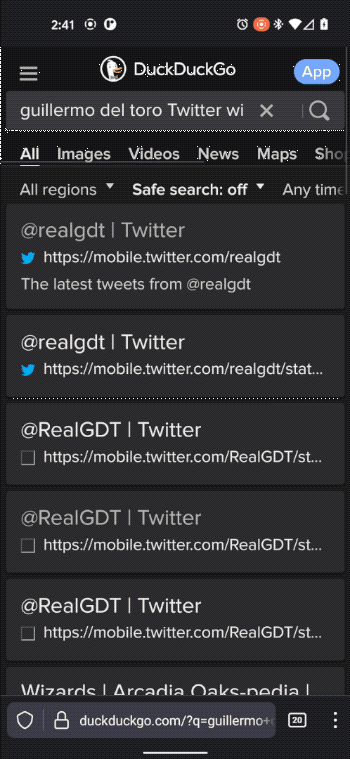 2:41
DuckDuckGo
App
guillermo del toro Twitter wi
All Images Videos News Maps Shop
All regions Safe search: off Any time
@realgdt | Twitter
https://mobile.twitter.com/realgdt
The latest tweets from @realgdt
@realgdt | Twitter
https://mobile.twitter.com/realgdt/stat...
@RealGDT | Twitter
https://mobile.twitter.com/RealGDT/st...
@RealGDT | Twitter
https://mobile.twitter.com/RealGDT/st...
@RealGDT | Twitter
https://mobile.twitter.com/RealGDT/st...
Wizards | Arcadia Oaks-pedia |
duckduckgo.com/?q=guillermo+
20